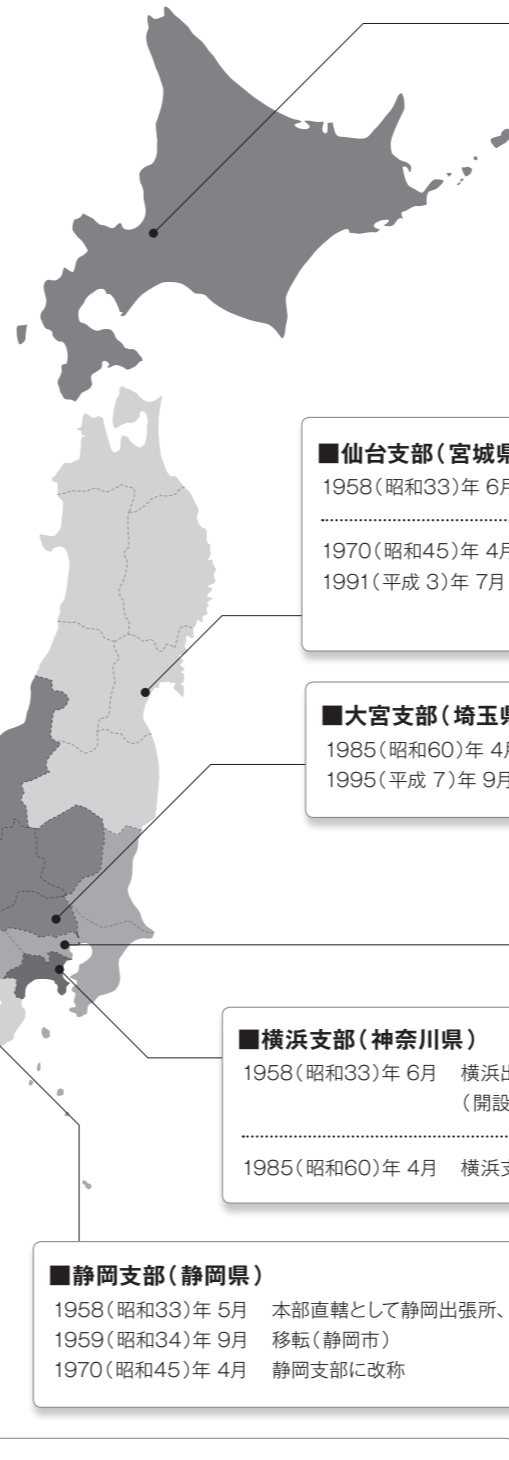 ■仙台支部（宮城県
1958（昭和33）年 6月
1970（昭和45）年 4月
1991（平成 3）年 7月
■大宮支部（埼玉県
1985（昭和60）年 4月
1995（平成 7）年 9月
■横浜支部（神奈川県）
1958（昭和33）年 6月 横浜出
（開設
1985（昭和60）年 4月 横浜支
■静岡支部（静岡県）
1958（昭和33）年 5月 本部直轄として静岡出張所、
1959（昭和34）年 9月 移転（静岡市）
1970（昭和45）年 4月 静岡支部に改称